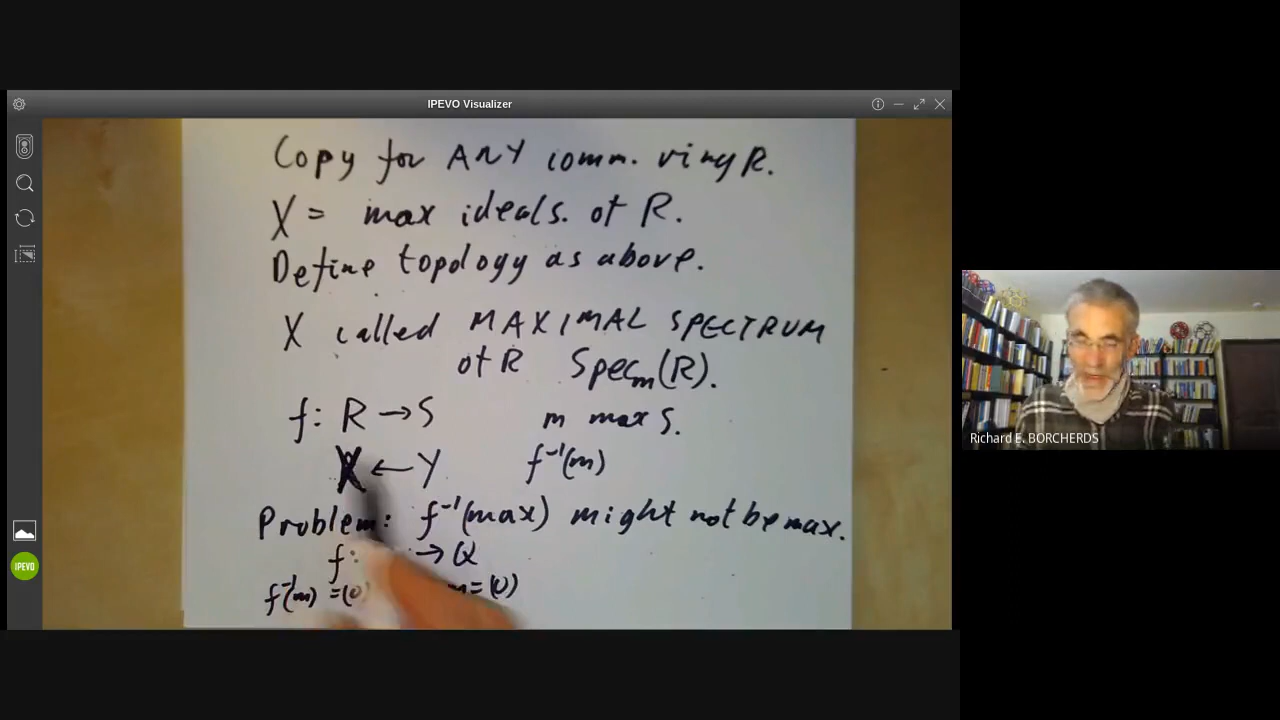 IPEVO Visualizer
Copy for ANY comm. ring R.
X = max ideals. of R.
Define topology as above.
X called MAXIMAL SPECTRUM
of R Specₘ(R).
f: R → S m max S.
X ← Y f⁻¹(m)
Problem: f⁻¹(max) might not be max.
f: → Q
f⁻¹(m) = (0) m = (0)
IPEVO
Richard E. BORCHERDS